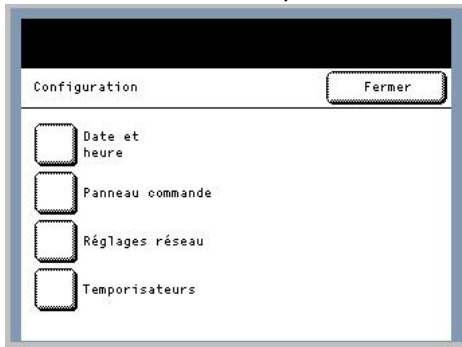 Configuration
Fermer
Date et
heure
Panneau commande
Réglages réseau
Temporisateurs